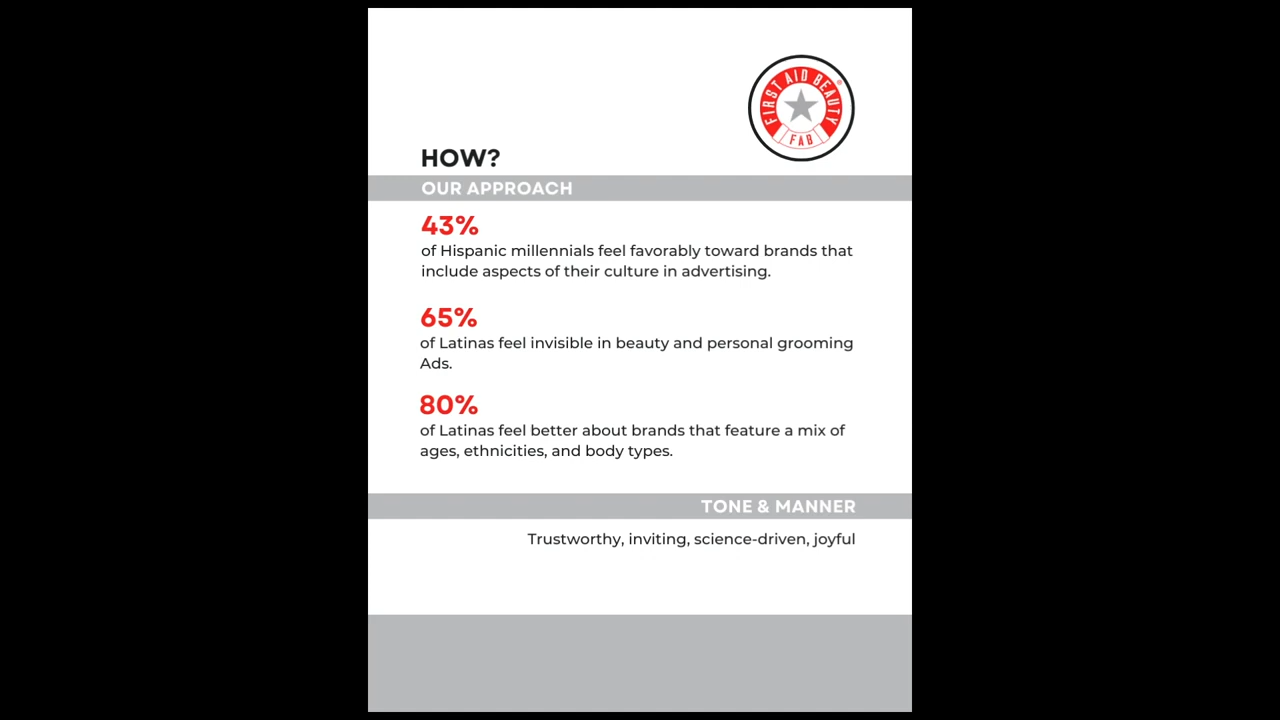 FIRST AID BEAUTY
FAB
HOW?
OUR APPROACH
43%
of Hispanic millennials feel favorably toward brands that
include aspects of their culture in advertising.
65%
of Latinas feel invisible in beauty and personal grooming
Ads.
80%
of Latinas feel better about brands that feature a mix of
ages, ethnicities, and body types.
TONE & MANNER
Trustworthy, inviting, science-driven, joyful